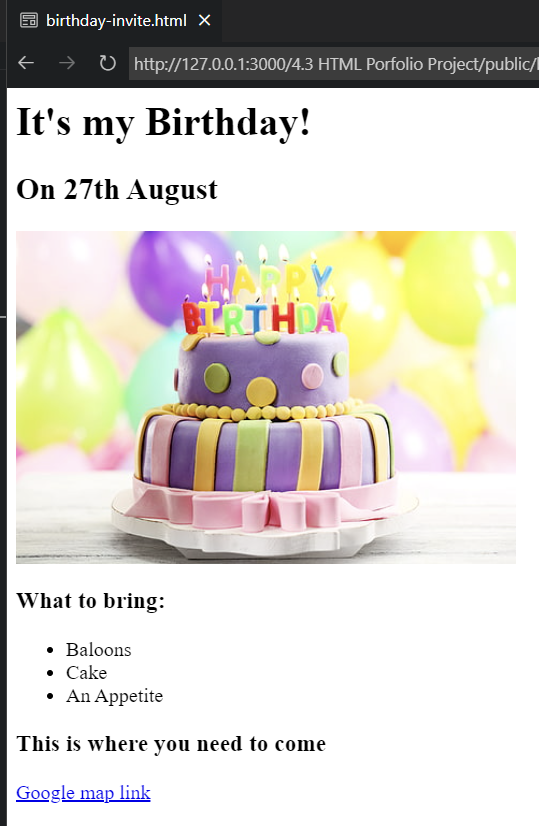 birthday-invite.html
http://127.0.0.1:3000/4.3 HTML Porfolio Project/public/
It's my Birthday!
On 27th August
HAPPY
BIRTHDAY
What to bring:
Baloons
Cake
An Appetite
This is where you need to come
Google map link